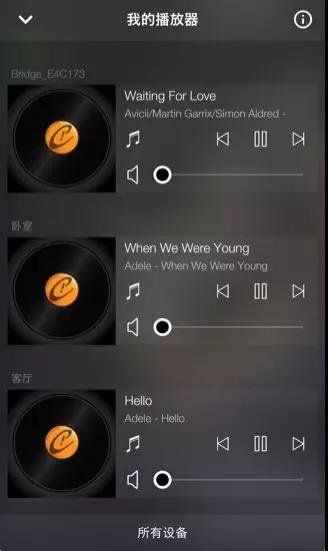 我的播放器
Bridge_E4C173
Waiting For Love
Avicii/Martin Garrix/Simon Aldred -
卧室
When We Were Young
Adele - When We Were Young
客厅
Hello
Adele - Hello
所有设备